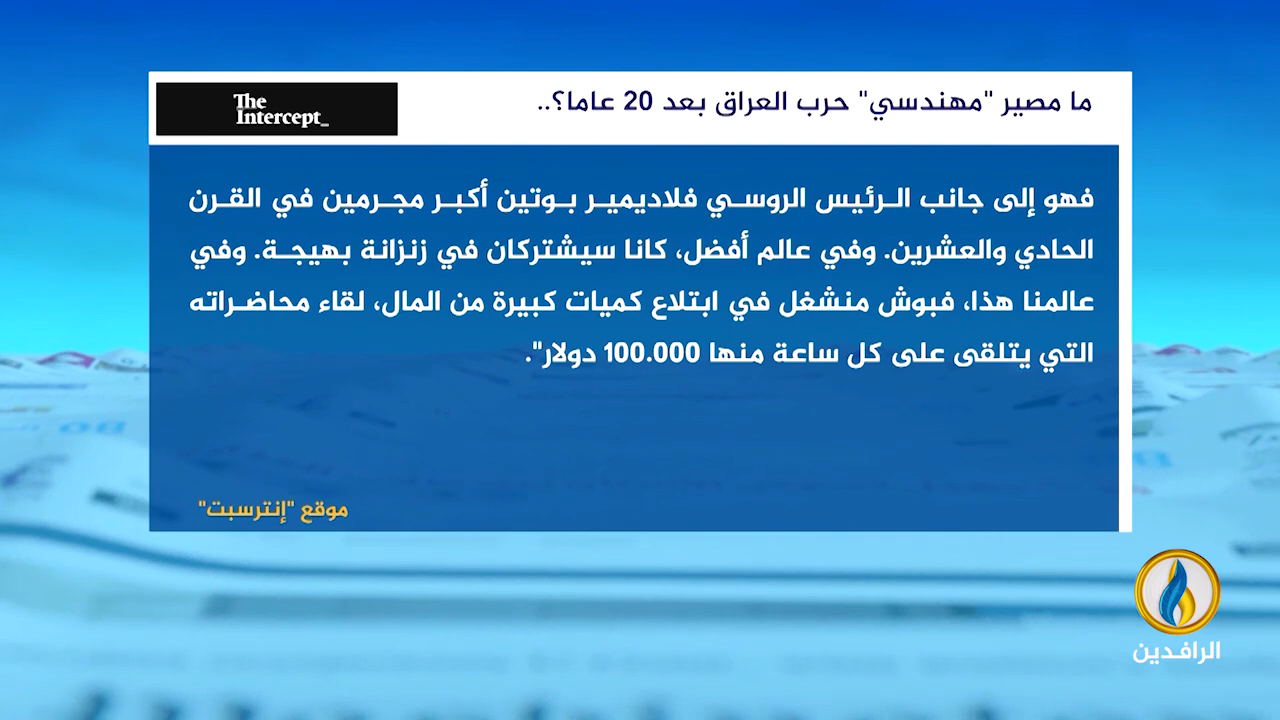 ما مصير "مهندسي" حرب العراق بعد 20 عاما؟..
The
Intercept_
فهو إلى جانب الرئيس الروسي فلاديمير بوتين أكبر مجرمين في القرن
الحادي والعشرين. وفي عالم أفضل، كانا سيشتركان في زنزانة بهيجة. وفي
عالمنا هذا، فبوش منشغل في ابتلاع كميات كبيرة من المال، لقاء محاضراته
التي يتلقى على كل ساعة منها 100.000 دولار".
موقع "إنترسبت"
الرافدين